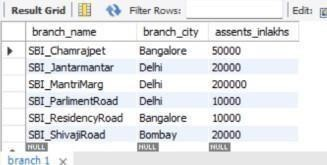 Result Grid Filter Rows: Edit:
branch_name branch_city assents_inlakhs
SBI_Chamrajpet Bangalore 50000
SBI_Jantarmantar Delhi 20000
SBI_MantriMarg Delhi 200000
SBI_ParlimentRoad Delhi 10000
SBI_ResidencyRoad Bangalore 10000
SBI_ShivajiRoad Bombay 20000
NULL NULL NULL
branch 1 x